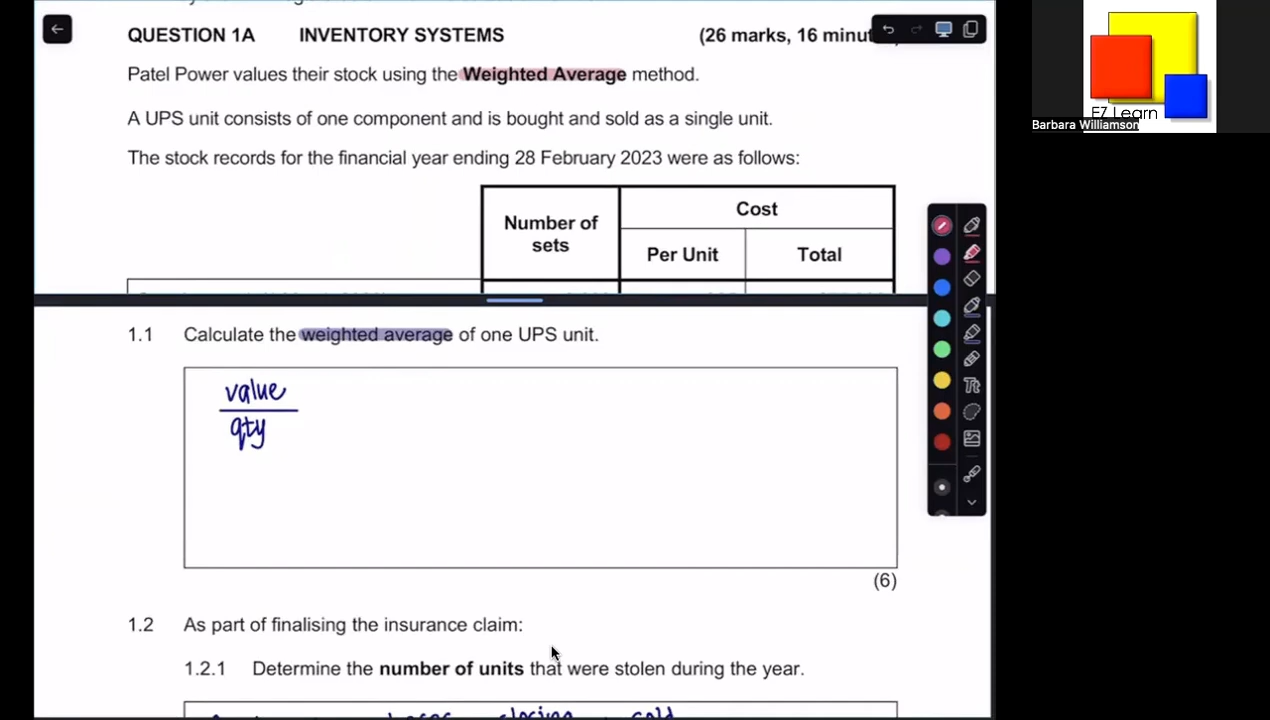 QUESTION 1A INVENTORY SYSTEMS (26 marks, 16 minut
Patel Power values their stock using the Weighted Average method.
A UPS unit consists of one component and is bought and sold as a single unit.
The stock records for the financial year ending 28 February 2023 were as follows:
Number of sets
Cost
Per Unit Total
1.1 Calculate the weighted average of one UPS unit.
value
qty
(6)
1.2 As part of finalising the insurance claim:
1.2.1 Determine the number of units that were stolen during the year.
closing sold
EZ Learn
Barbara Williamson
Tt